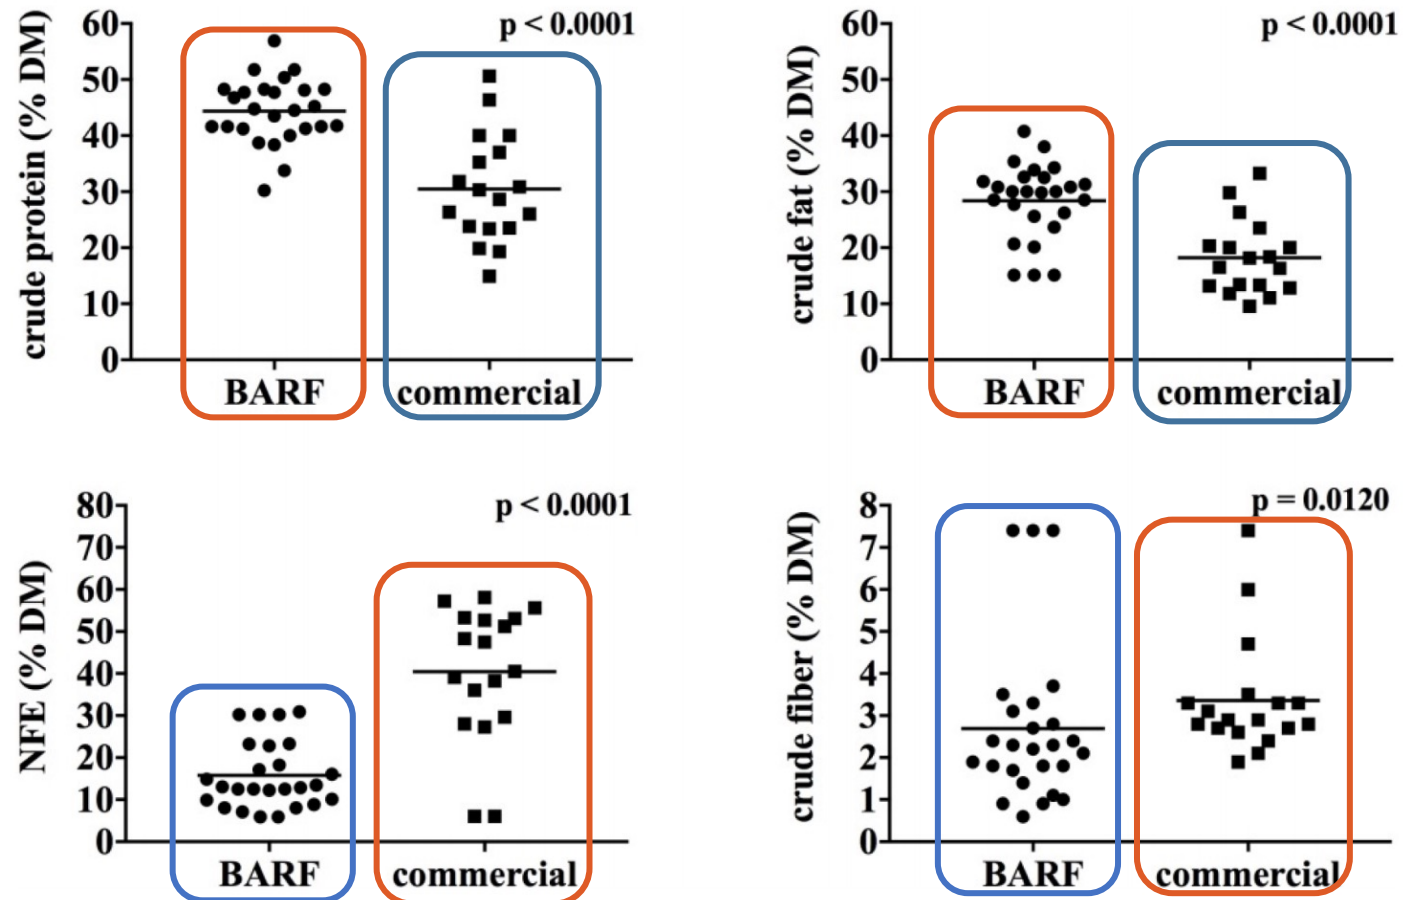 crude protein (% DM)
60
50
40
30
20
10
0
p < 0.0001
BARF
commercial
crude fat (% DM)
60
50
40
30
20
10
0
p < 0.0001
BARF
commercial
NFE (% DM)
80
70
60
50
40
30
20
10
0
p < 0.0001
BARF
commercial
crude fiber (% DM)
8
7
6
5
4
3
2
1
0
p = 0.0120
BARF
commercial